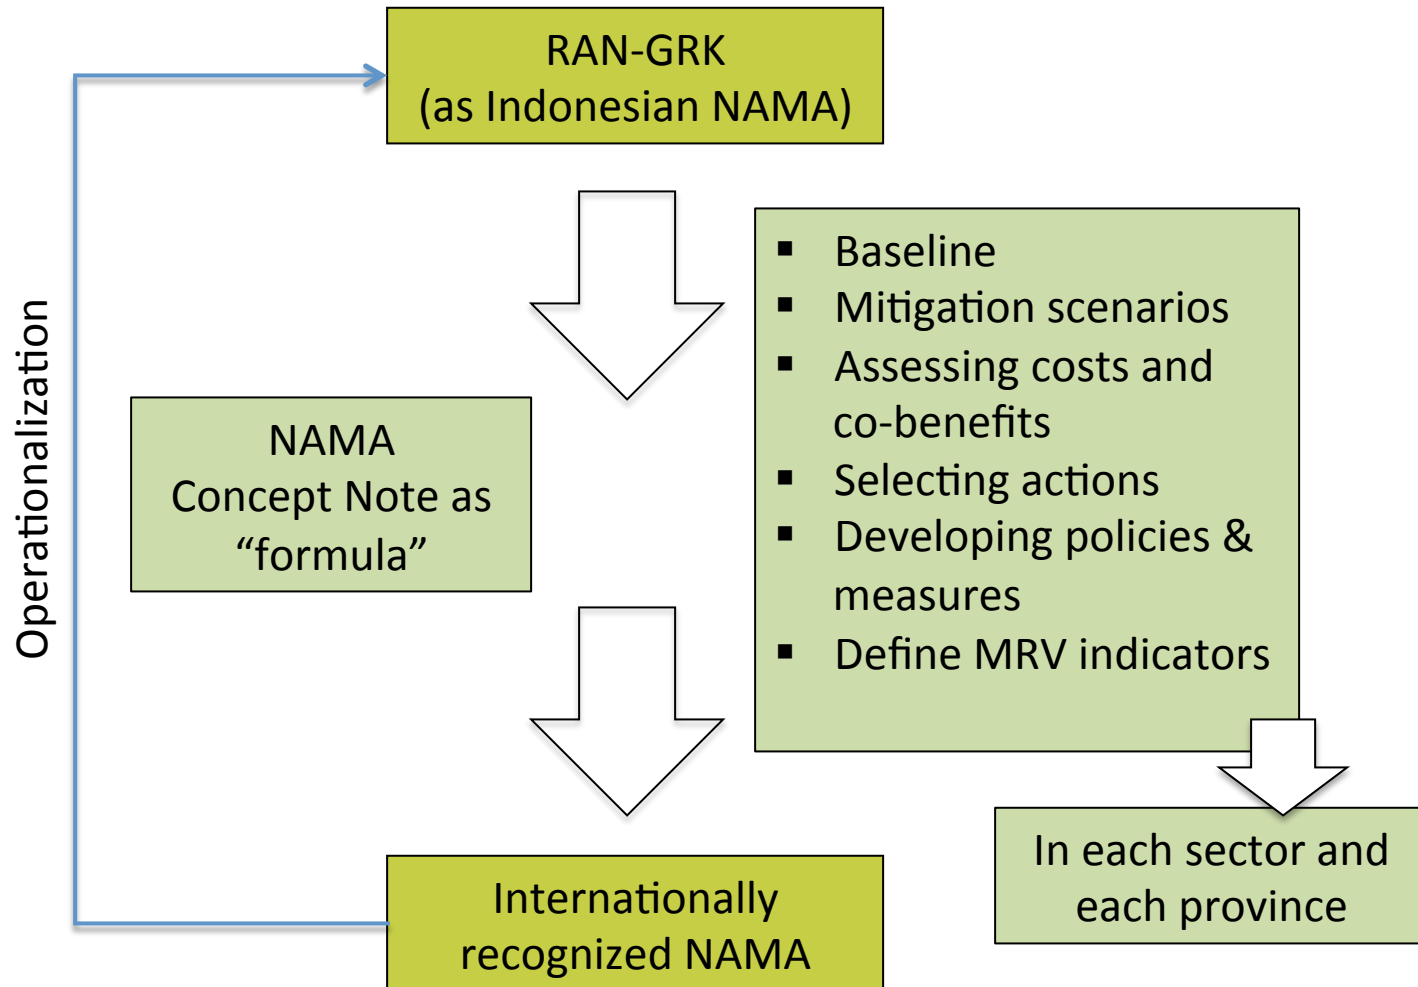 RAN-GRK
(as Indonesian NAMA)
Operationalization
NAMA
Concept Note as
“formula”
▪ Baseline
▪ Mitigation scenarios
▪ Assessing costs and
co-benefits
▪ Selecting actions
▪ Developing policies &
measures
▪ Define MRV indicators
In each sector and
each province
Internationally
recognized NAMA